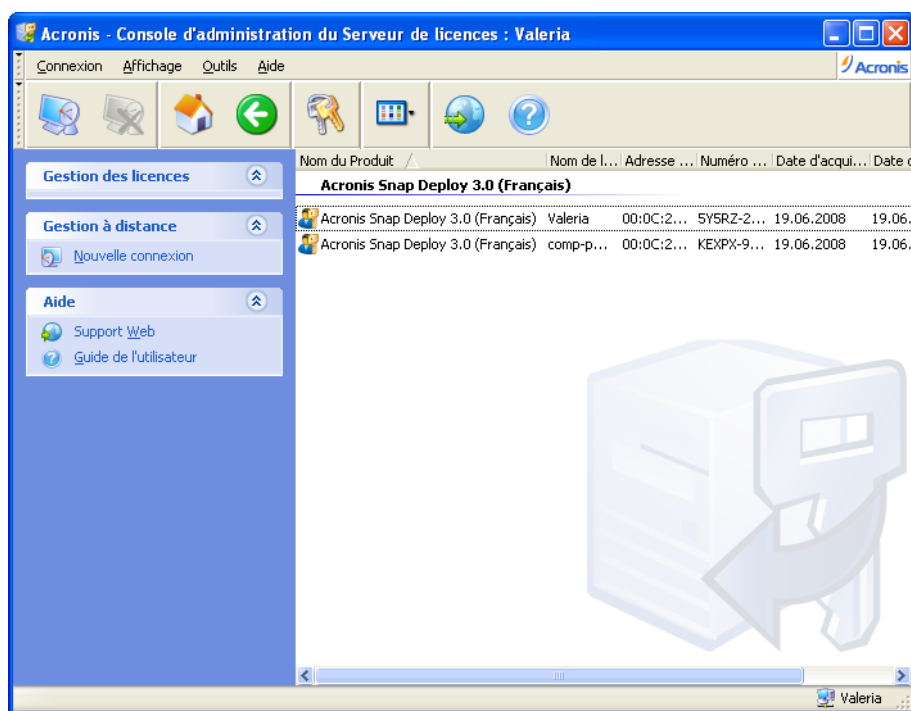 Acronis - Console d'administration du Serveur de licences : Valeria
Connexion Affichage Outils Aide
Acronis
Gestion des licences
Gestion à distance
Nouvelle connexion
Aide
Support Web
Guide de l'utilisateur
Nom du Produit Nom de l... Adresse ... Numéro ... Date d'acqui... Date
Acronis Snap Deploy 3.0 (Français)
Acronis Snap Deploy 3.0 (Français) Valeria 00:0C:2... 5Y5RZ-2... 19.06.2008 19.06.
Acronis Snap Deploy 3.0 (Français) comp-p... 00:0C:2... KEXPX-9... 19.06.2008 19.06.
Valeria